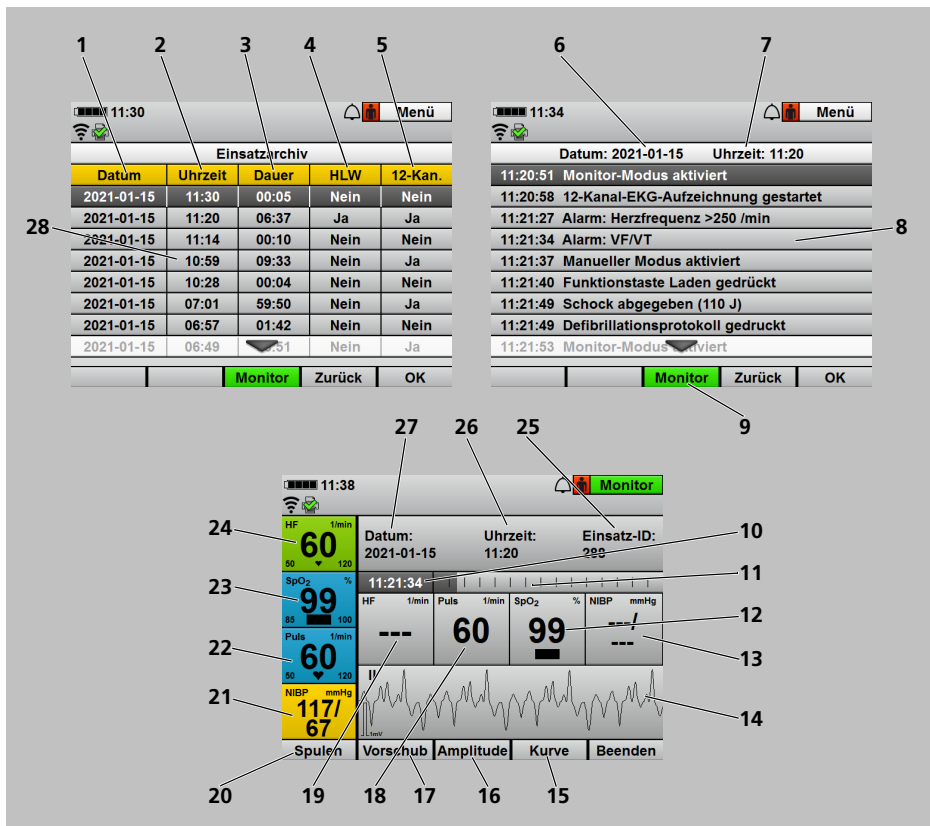 1 2 3 4 5 6 7
11:30 Menü
Einsatzarchiv
Datum Uhrzeit Dauer HLW 12-Kan.
2021-01-15 11:30 00:05 Nein Nein
2021-01-15 11:20 06:37 Ja Ja
2021-01-15 11:14 00:10 Nein Nein
2021-01-15 10:59 09:33 Nein Ja
2021-01-15 10:28 00:04 Nein Nein
2021-01-15 07:01 59:50 Nein Ja
2021-01-15 06:57 01:42 Nein Nein
2021-01-15 06:49 :51 Nein Ja
Monitor Zurück OK
28
11:34 Menü
Datum: 2021-01-15 Uhrzeit: 11:20
11:20:51 Monitor-Modus aktiviert
11:20:58 12-Kanal-EKG-Aufzeichnung gestartet
11:21:27 Alarm: Herzfrequenz >250 /min
11:21:34 Alarm: VF/VT
11:21:37 Manueller Modus aktiviert
11:21:40 Funktionstaste Laden gedrückt
11:21:49 Schock abgegeben (110 J)
11:21:49 Defibrillationsprotokoll gedruckt
11:21:53 Monitor-Modus aktiviert
Monitor Zurück OK
8
9
27 26 25
11:38 Monitor
HF 1/min
60
50 120
SpO2 %
99
85 100
Puls 1/min
60
50 120
NIBP mmHg
117/
67
Datum: Uhrzeit: Einsatz-ID:
2021-01-15 11:20 288
11:21:34
HF 1/min Puls 1/min SpO2 % NIBP mmHg
--- 60 99 ---/
---
II
1mV
Spulen Vorschub Amplitude Kurve Beenden
24
23
22
21
10
11
12
13
14
20 19 18 17 16 15